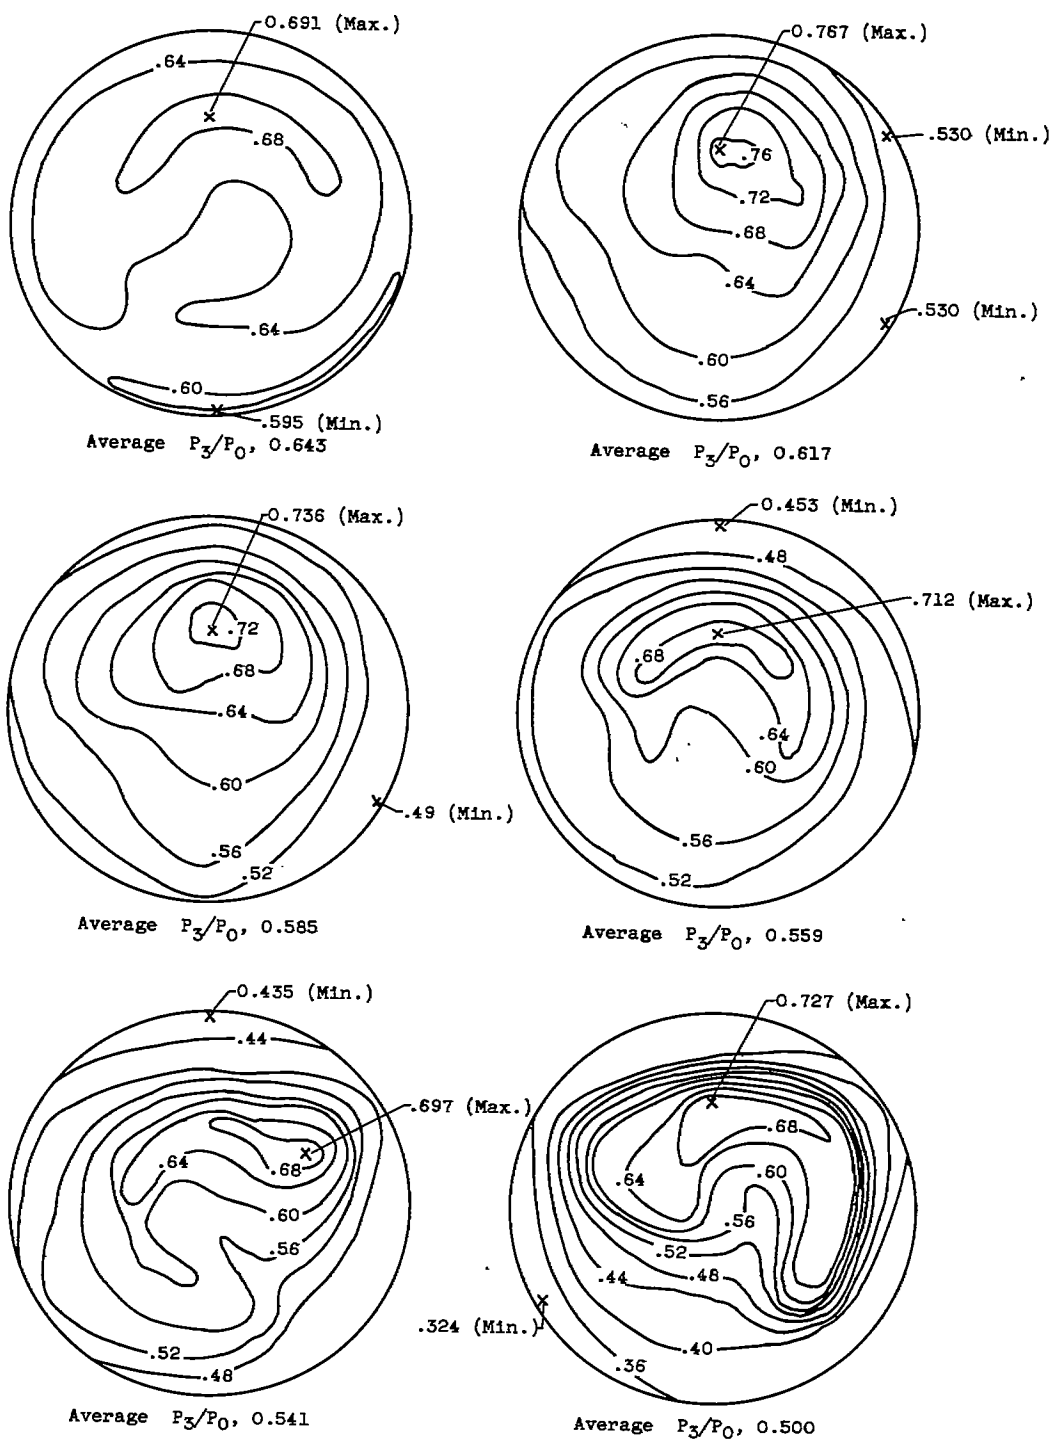 0.691 (Max.)
.64
.68
.64
.60
.595 (Min.)
Average P3/P0, 0.643
0.767 (Max.)
.530 (Min.)
.76
.72
.68
.64
.530 (Min.)
.60
.56
Average P3/P0, 0.617
0.736 (Max.)
.72
.68
.64
.60
.49 (Min.)
.56
.52
Average P3/P0, 0.585
0.453 (Min.)
.48
.712 (Max.)
.68
.64
.60
.56
.52
Average P3/P0, 0.559
0.435 (Min.)
.44
.697 (Max.)
.64
.68
.60
.56
.52
.48
Average P3/P0, 0.541
0.727 (Max.)
.68
.64
.60
.56
.52
.44
.48
.324 (Min.)
.40
.36
Average P3/P0, 0.500